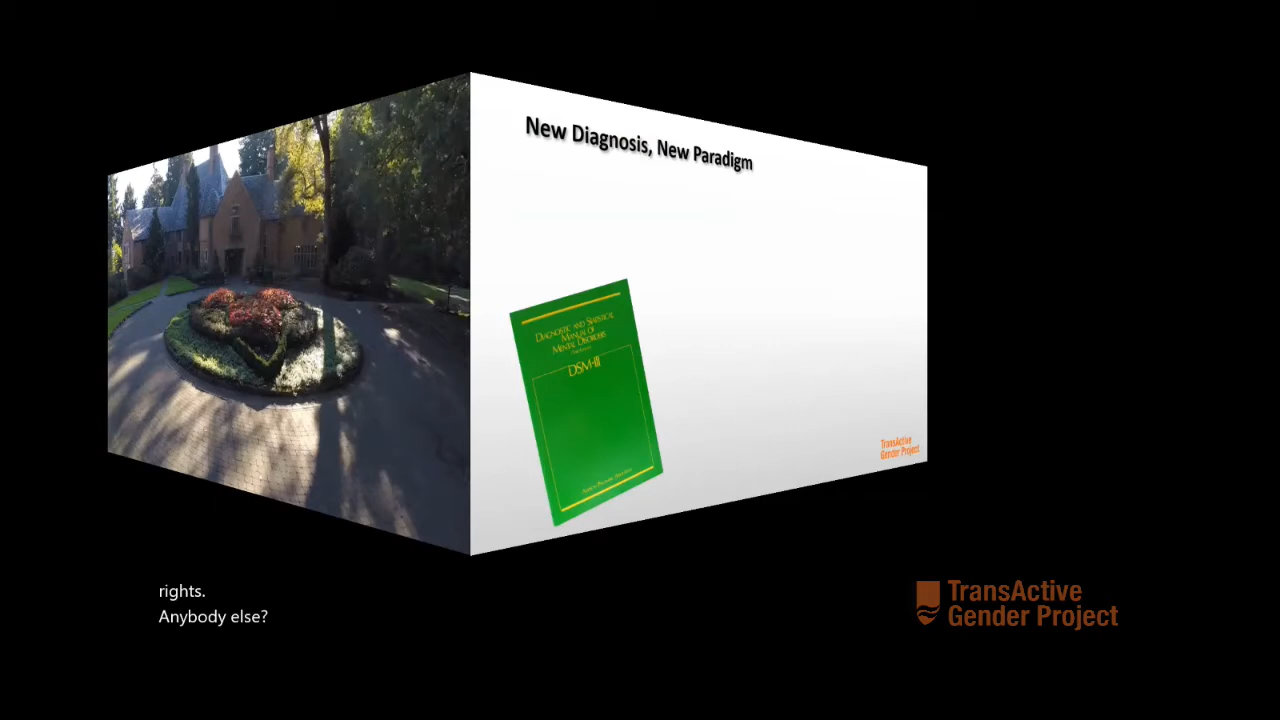 New Diagnosis, New Paradigm
DIAGNOSTIC AND STATISTICAL
MANUAL OF
MENTAL DISORDERS
DSM-III
TransActive
Gender Project
rights.
Anybody else?
TransActive
Gender Project